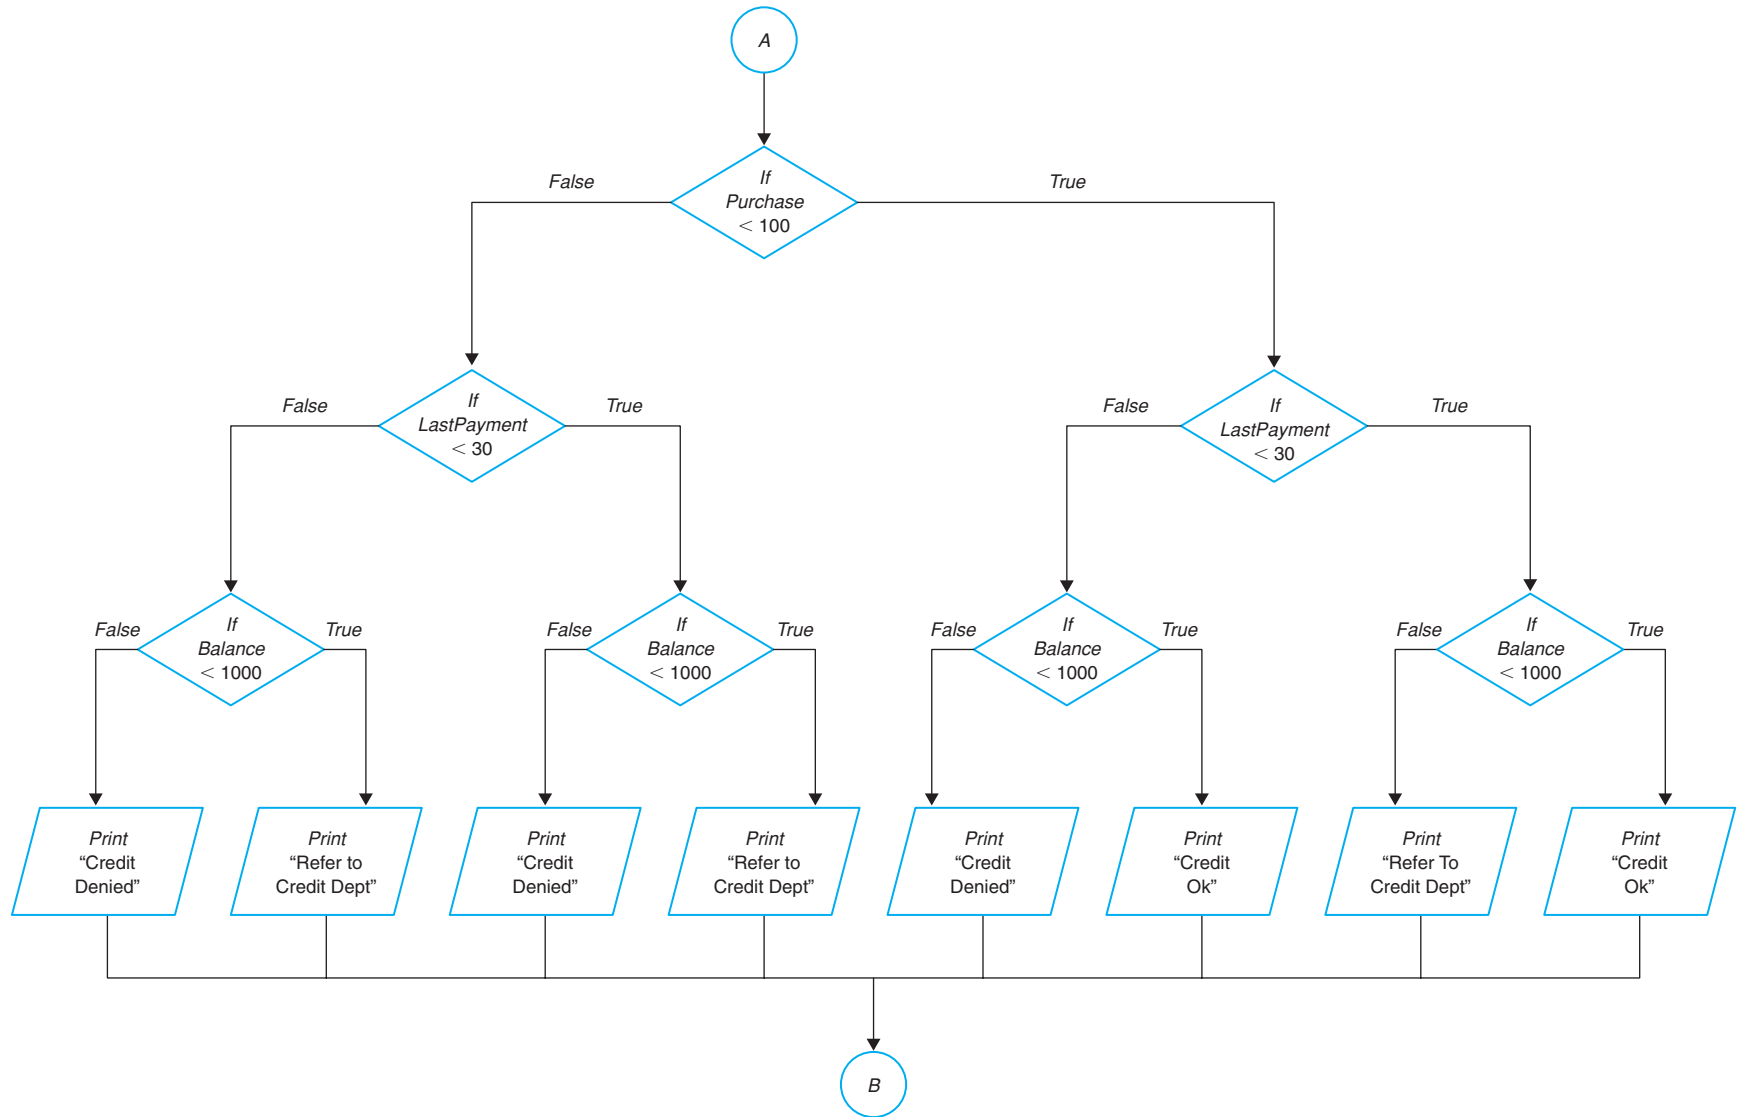 A
False
True
If
Purchase
< 100
False
If
LastPayment
< 30
True
False
If
LastPayment
< 30
True
False
If
Balance
< 1000
True
False
If
Balance
< 1000
True
False
If
Balance
< 1000
True
False
If
Balance
< 1000
True
Print
“Credit
Denied”
Print
“Refer to
Credit Dept”
Print
“Credit
Denied”
Print
“Refer to
Credit Dept”
Print
“Credit
Denied”
Print
“Credit
Ok”
Print
“Refer To
Credit Dept”
Print
“Credit
Ok”
B